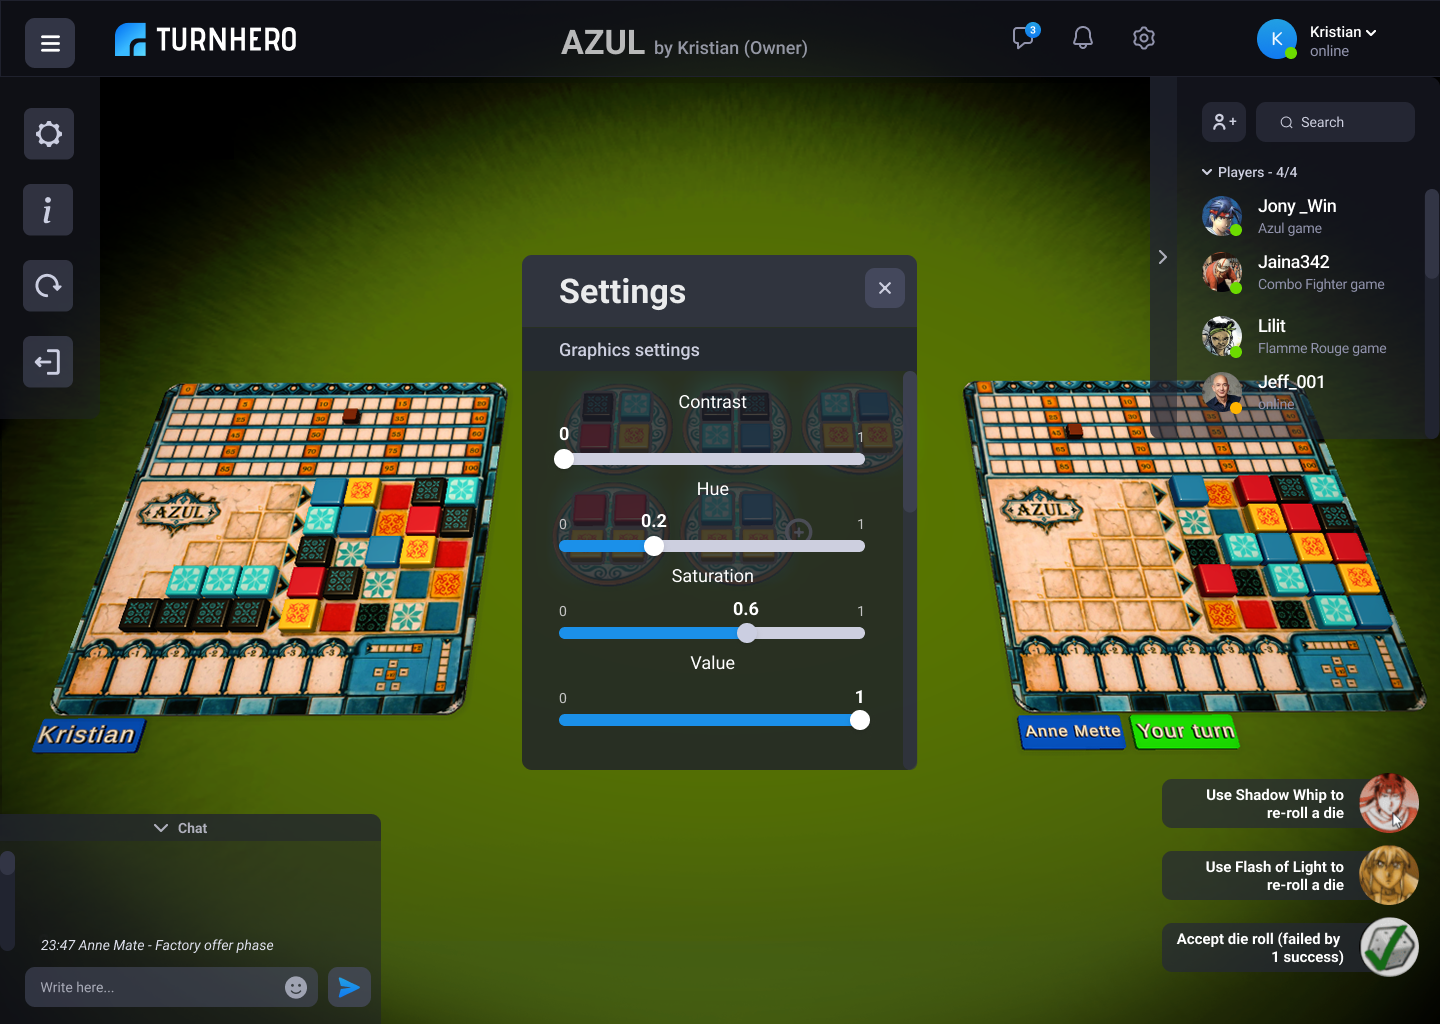 TURNHERO
AZUL by Kristian (Owner)
3
K
Kristian
online
Search
Players - 4/4
Jony _Win
Azul game
Jaina342
Combo Fighter game
Lilit
Flamme Rouge game
Jeff_001
online
Settings
Graphics settings
Contrast
0
1
Hue
0
0.2
1
Saturation
0
0.6
1
Value
0
1
AZUL
Kristian
AZUL
Anne Mette
Your turn
Use Shadow Whip to
re-roll a die
Use Flash of Light to
re-roll a die
Accept die roll (failed by
1 success)
Chat
23:47 Anne Mate - Factory offer phase
Write here...